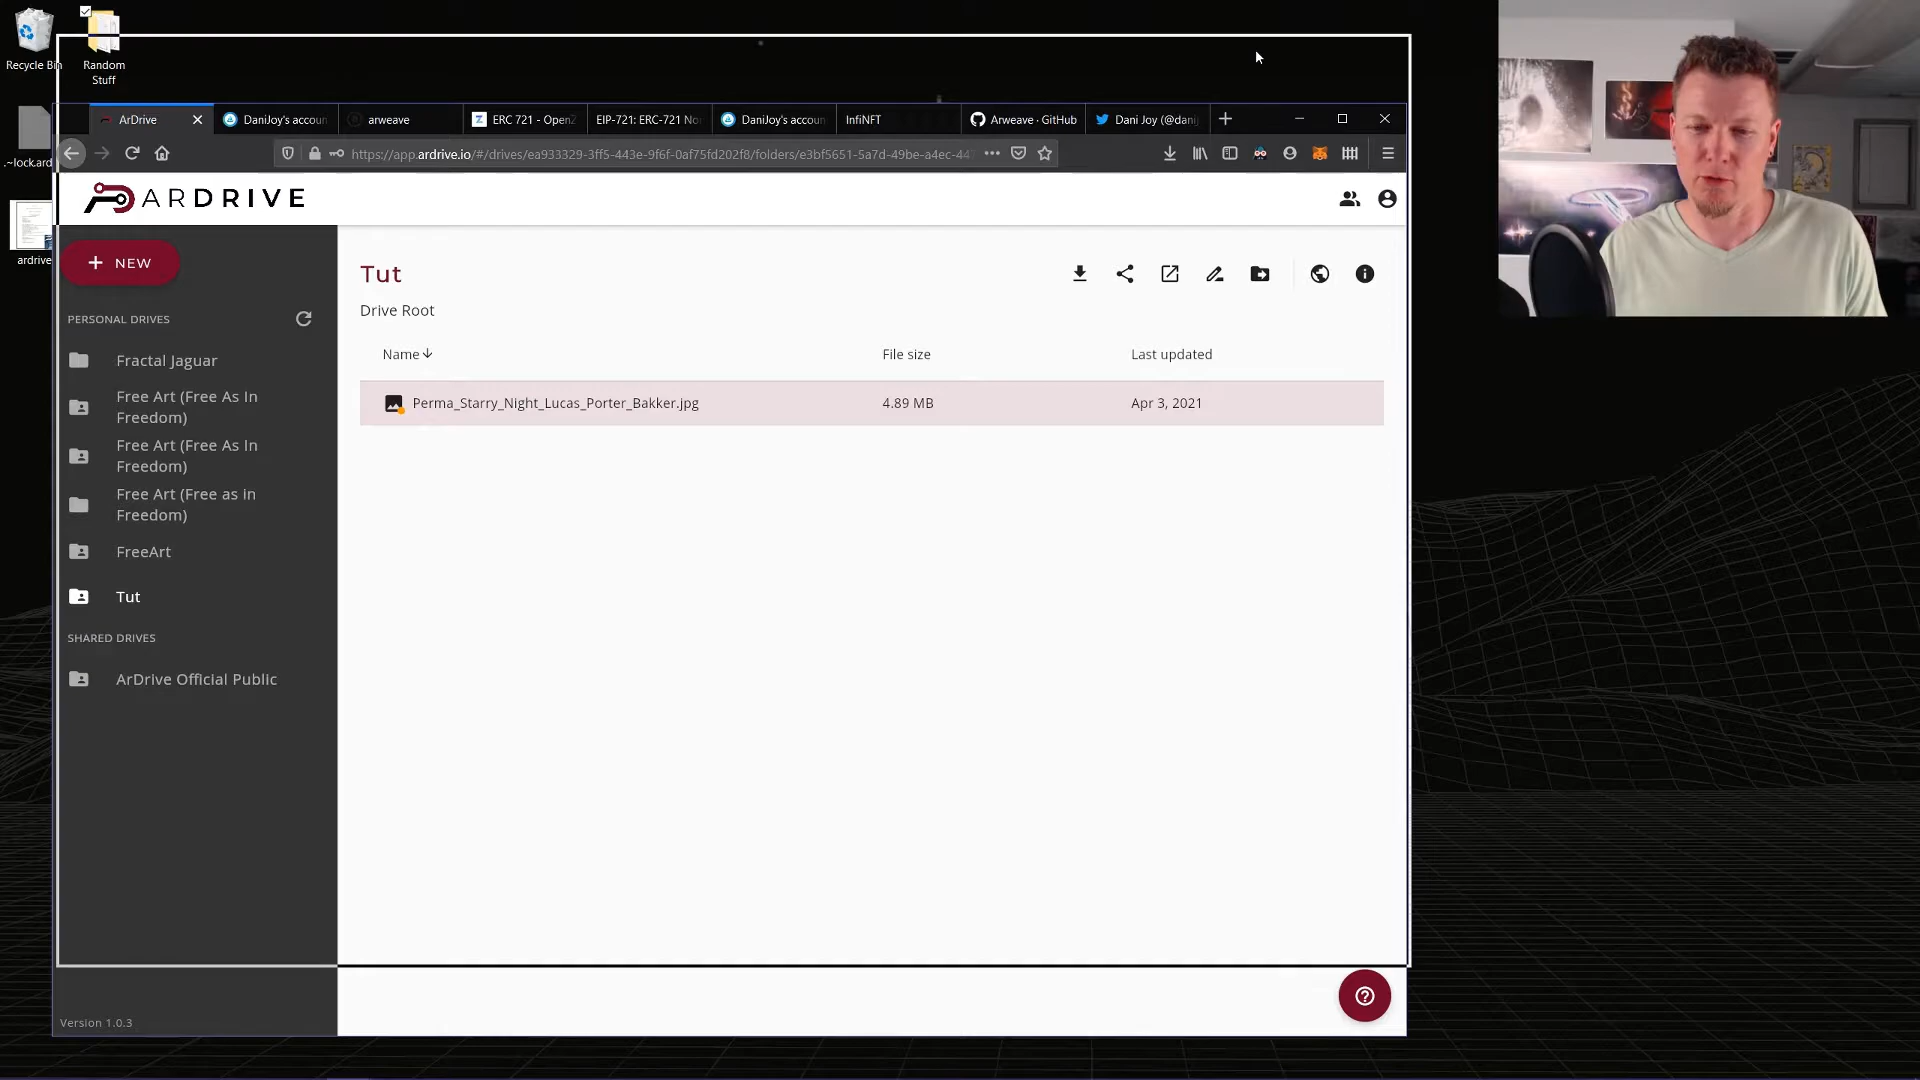 Recycle Bin
Random
Stuff
.~lock.ard
ardrive
ArDrive
DaniJoy's accoun
arweave
ERC 721 - Open
EIP-721: ERC-721 No
DaniJoy's accoun
InfiNFT
Arweave · GitHub
Dani Joy (@danij
https://app.ardrive.io/#/drives/ea933329-3ff5-443e-9f6f-0af75fd202f8/folders/e3bf5651-5a7d-49be-a4ec-44
ARDRIVE
NEW
PERSONAL DRIVES
Fractal Jaguar
Free Art (Free As In
Freedom)
Free Art (Free As In
Freedom)
Free Art (Free as in
Freedom)
FreeArt
Tut
SHARED DRIVES
ArDrive Official Public
Version 1.0.3
Tut
Drive Root
Name
File size
Last updated
Perma_Starry_Night_Lucas_Porter_Bakker.jpg
4.89 MB
Apr 3, 2021